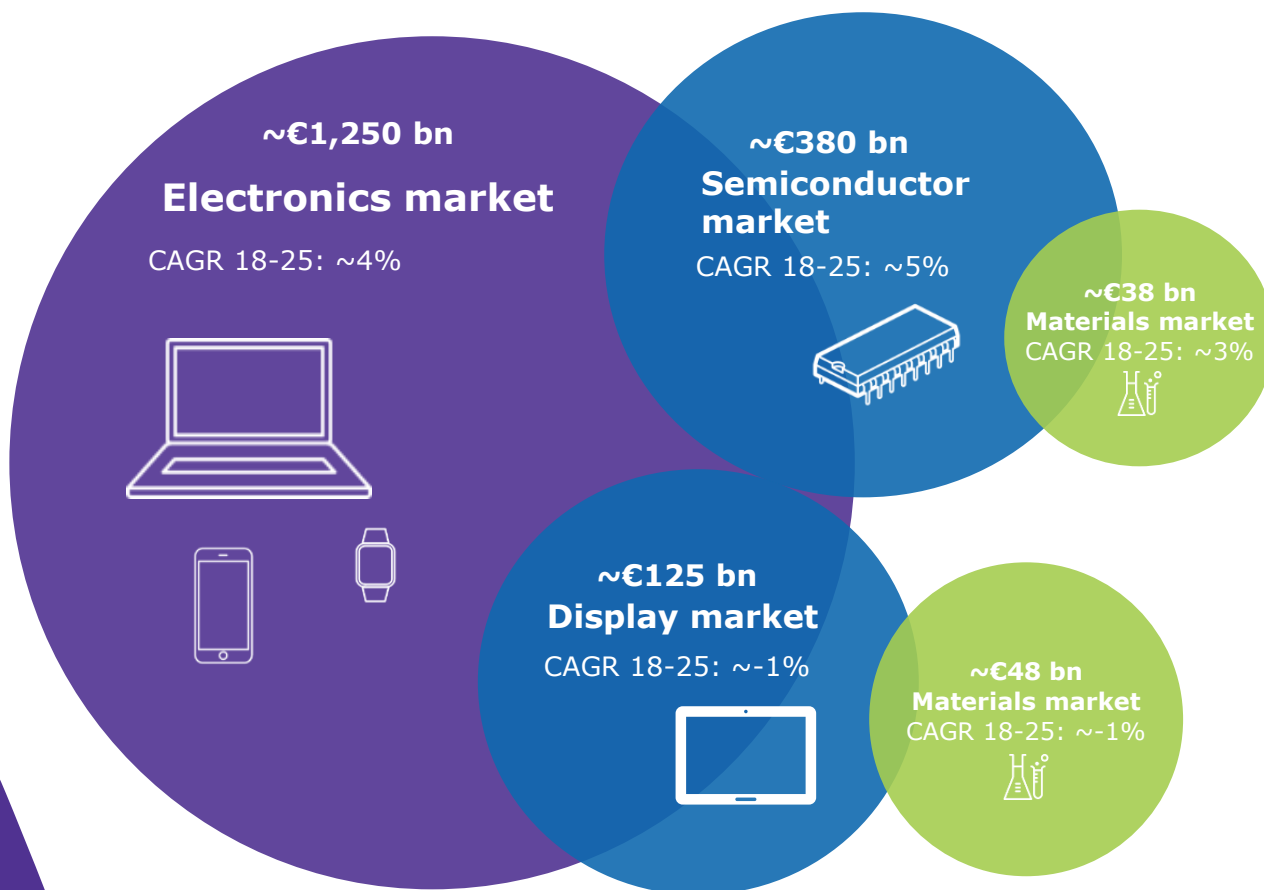 ~€1,250 bn
Electronics market
CAGR 18-25: ~4%
~€380 bn
Semiconductor
market
CAGR 18-25: ~5%
~€38 bn
Materials market
CAGR 18-25: ~3%
~€125 bn
Display market
CAGR 18-25: ~-1%
~€48 bn
Materials market
CAGR 18-25: ~-1%